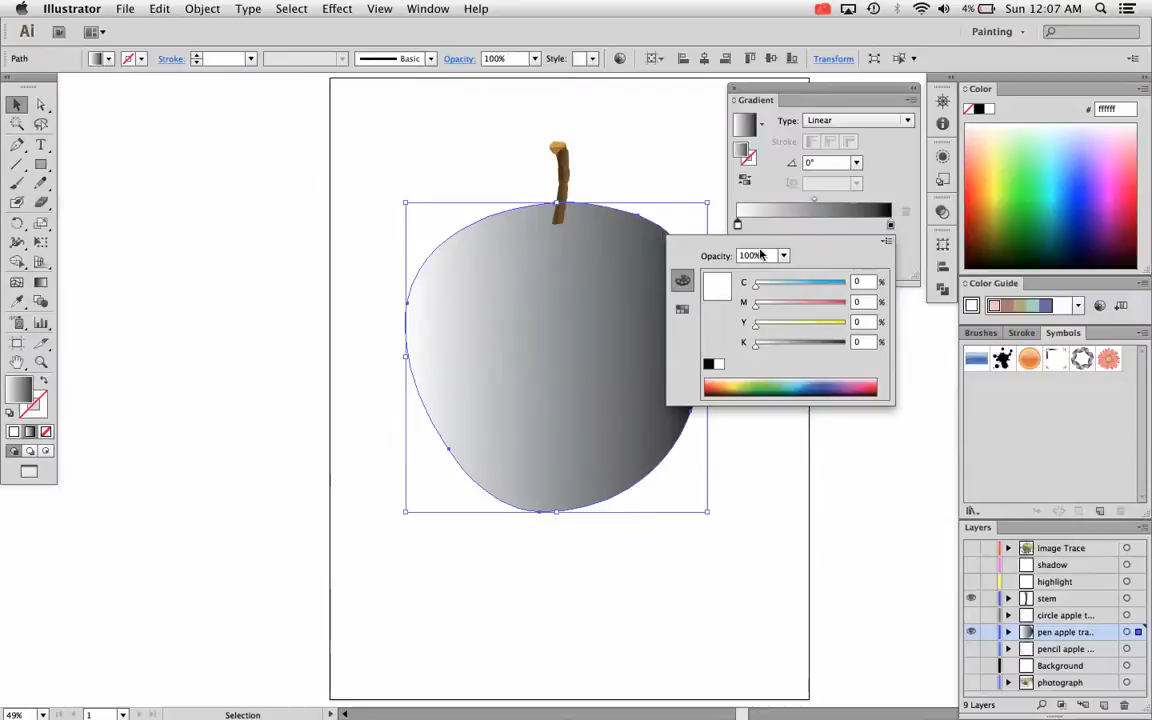 Illustrator File Edit Object Type Select Effect View Window Help 4% Sun 12:07 AM
Ai Painting
Path Stroke: Basic Opacity: 100% Style: Transform
Gradient
Type: Linear
Stroke:
0°
Opacity: 100%
C 0 %
M 0 %
Y 0 %
K 0 %
Color
# ffffff
Color Guide
Brushes Stroke Symbols
Layers
Image Trace
shadow
highlight
stem
circle apple t...
pen apple tra..
pencil apple ...
Background
photograph
9 Layers
49% 1 Selection